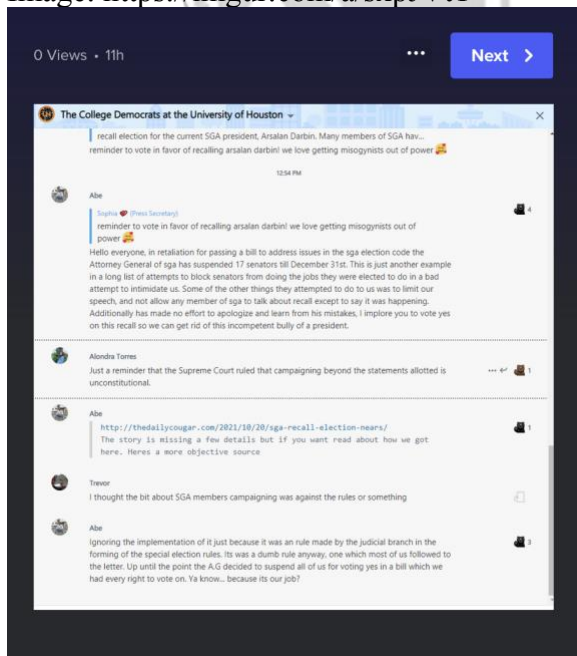 0 Views • 11h
••• Next >
The College Democrats at the University of Houston
recall election for the current SGA president, Arsalan Darbin. Many members of SGA hav...
reminder to vote in favor of recalling arsalan darbin! we love getting misogynists out of power 🥰
12:54 PM
Abe
Sophia (Press Secretary)
reminder to vote in favor of recalling arsalan darbin! we love getting misogynists out of
power 🥰
4
Hello everyone, in retaliation for passing a bill to address issues in the sga election code the
Attorney General of sga has suspended 17 senators till December 31st. This is just another example
in a long list of attempts to block senators from doing the jobs they were elected to do in a bad
attempt to intimidate us. Some of the other things they attempted to do to us was to limit our
speech, and not allow any member of sga to talk about recall except to say it was happening.
Additionally has made no effort to apologize and learn from his mistakes, I implore you to vote yes
on this recall so we can get rid of this incompetent bully of a president.
Alondra Torres
Just a reminder that the Supreme Court ruled that campaigning beyond the statements allotted is
unconstitutional.
1
Abe
http://thedailycougar.com/2021/10/20/sga-recall-election-nears/
The story is missing a few details but if you want read about how we got
here. Heres a more objective source
1
Trevor
I thought the bit about SGA members campaigning was against the rules or something
Abe
Ignoring the implementation of it just because it was an rule made by the judicial branch in the
forming of the special election rules. Its was a dumb rule anyway, one which most of us followed to
the letter. Up until the point the A.G decided to suspend all of us for voting yes in a bill which we
had every right to vote on. Ya know... because its our job?
3